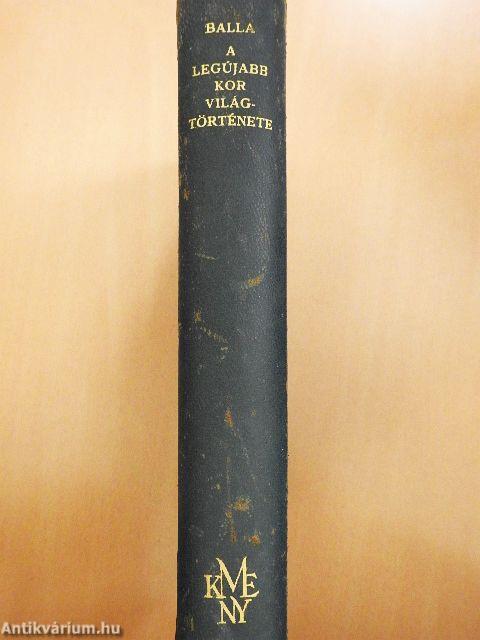 BALLA
A
LEGÚJABB
KOR
VILÁG-
TÖRTÉNETE
KMENY
Antikvárium.hu